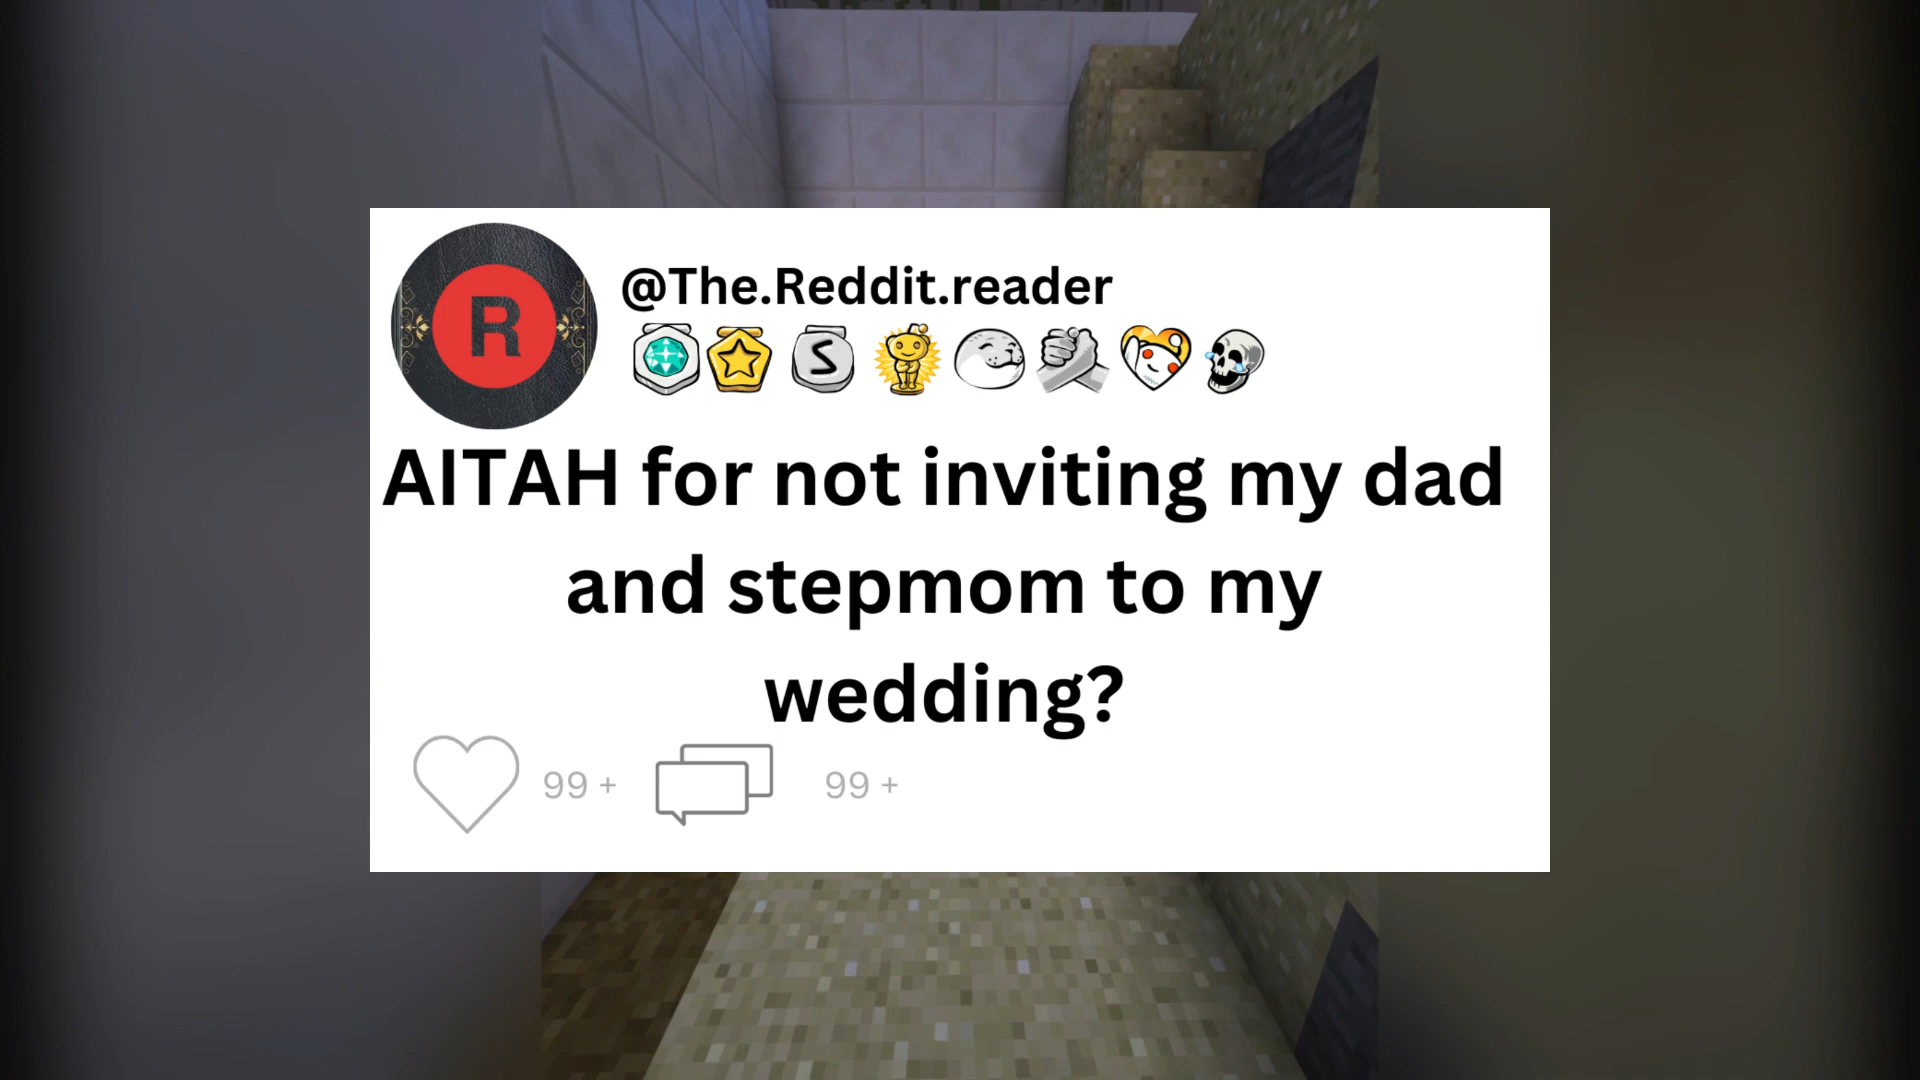 R
@The.Reddit.reader
S
AITAH for not inviting my dad
and stepmom to my
wedding?
99 +
99 +